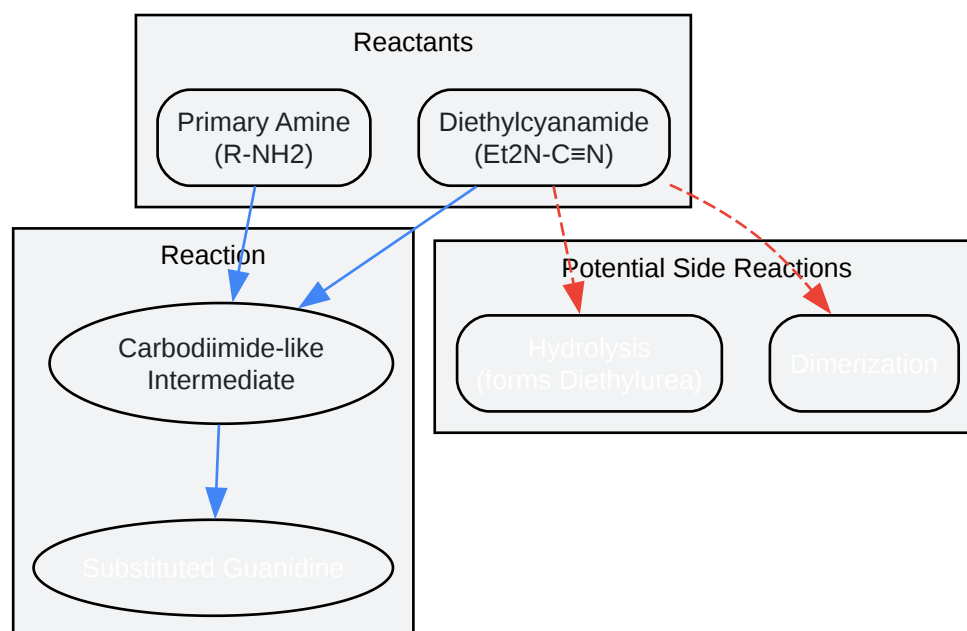 Reactants
Primary Amine
(R-NH2)
Diethylcyanamide
(Et2N-C≡N)
Reaction
Carbodiimide-like
Intermediate
Substituted Guanidine
Potential Side Reactions
Hydrolysis
(forms Diethylurea)
Dimerization